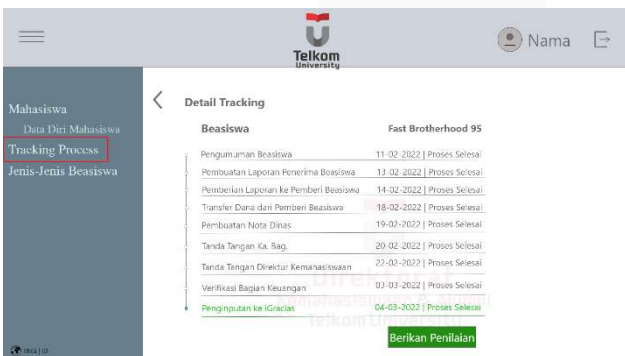 Telkom
University
Nama
Mahasiswa
Data Diri Mahasiswa
Tracking Process
Jenis-Jenis Beasiswa
Detail Tracking
Beasiswa Fast Brotherhood 95
Pengumuman Beasiswa 11-02-2022 | Proses Selesai
Pembuatan Laporan Penerima Beasiswa 13-02-2022 | Proses Selesai
Pemberian Laporan ke Pemberi Beasiswa 14-02-2022 | Proses Selesai
Transfer Dana dari Pemberi Beasiswa 18-02-2022 | Proses Selesai
Pembuatan Nota Dinas 19-02-2022 | Proses Selesai
Tanda Tangan Ka. Bag. 20-02-2022 | Proses Selesai
Tanda Tangan Direktur Kemahasiswaan 22-02-2022 | Proses Selesai
Verifikasi Bagian Keuangan 03-03-2022 | Proses Selesai
Penginputan ke iGracias 04-03-2022 | Proses Selesai
Berikan Penilaian
Direktorat
Telkom University